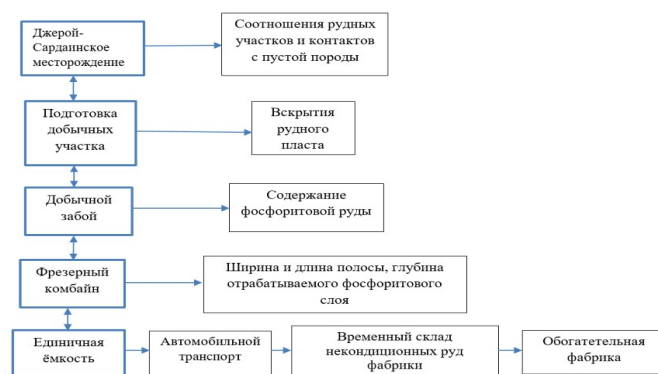 Джерой-
Сардаинское
месторождение
Соотношения рудных
участков и контактов
с пустой породы
Подготовка
добычных
участка
Вскрытия
рудного
пласта
Добычной
забой
Содержание
фосфоритовой руды
Фрезерный
комбайн
Ширина и длина полосы, глубина
отрабатываемого фосфоритового
слоя
Единичная
ёмкость
Автомобильной
транспорт
Временный склад
некондиционных руд
фабрики
Обогатетельная
фабрика